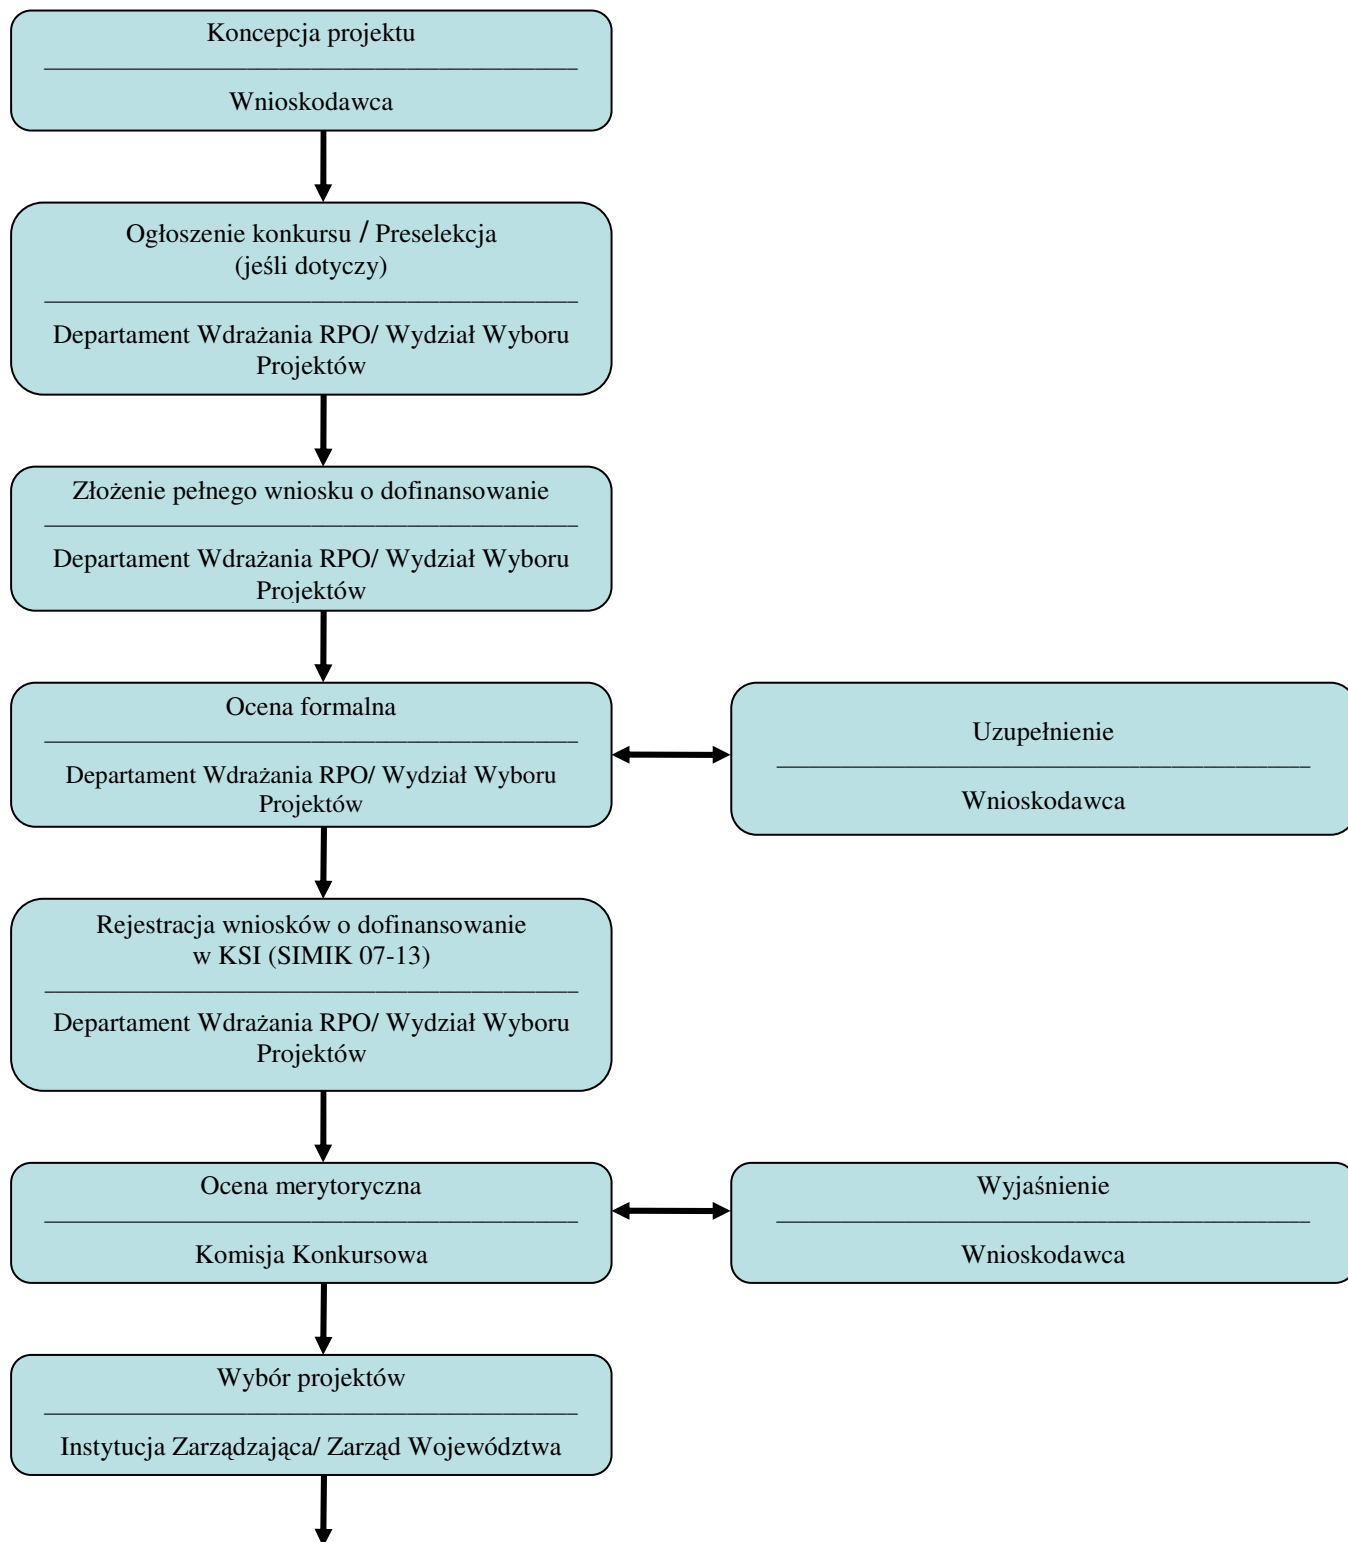 Koncepcja projektu
Wnioskodawca
Ogłoszenie konkursu / Preselekcja
(jeśli dotyczy)
Departament Wdrażania RPO/ Wydział Wyboru
Projektów
Złożenie pełnego wniosku o dofinansowanie
Departament Wdrażania RPO/ Wydział Wyboru
Projektów
Ocena formalna
Departament Wdrażania RPO/ Wydział Wyboru
Projektów
Uzupełnienie
Wnioskodawca
Rejestracja wniosków o dofinansowanie
w KSI (SIMIK 07-13)
Departament Wdrażania RPO/ Wydział Wyboru
Projektów
Ocena merytoryczna
Komisja Konkursowa
Wyjaśnienie
Wnioskodawca
Wybór projektów
Instytucja Zarządzająca/ Zarząd Województwa